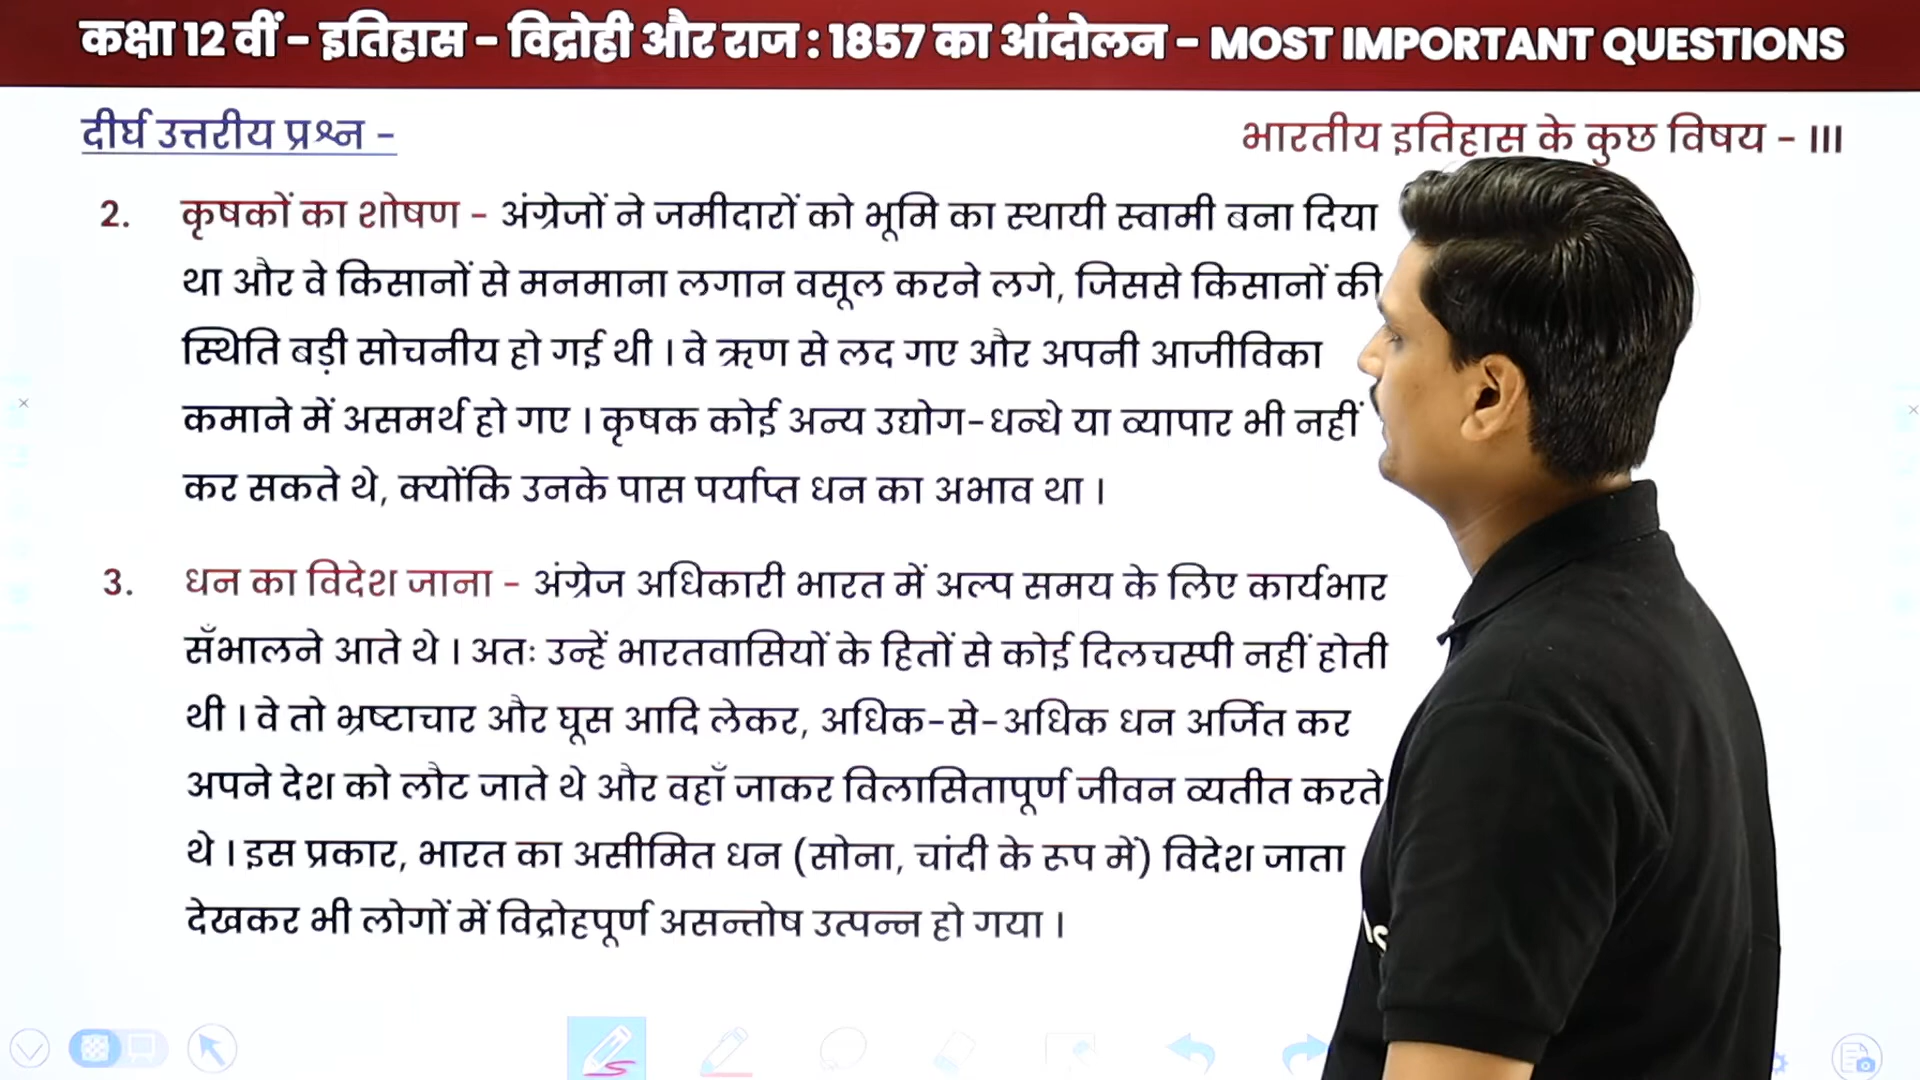 कक्षा 12 वीं - इतिहास - विद्रोही और राज : 1857 का आंदोलन - MOST IMPORTANT QUESTIONS
दीर्घ उत्तरीय प्रश्न -
भारतीय इतिहास के कुछ विषय - III
2. कृषकों का शोषण - अंग्रेजों ने जमीदारों को भूमि का स्थायी स्वामी बना दिया
था और वे किसानों से मनमाना लगान वसूल करने लगे, जिससे किसानों की
स्थिति बड़ी सोचनीय हो गई थी । वे ऋण से लद गए और अपनी आजीविका
कमाने में असमर्थ हो गए । कृषक कोई अन्य उद्योग-धन्धे या व्यापार भी नहीं
कर सकते थे, क्योंकि उनके पास पर्याप्त धन का अभाव था ।
3. धन का विदेश जाना - अंग्रेज अधिकारी भारत में अल्प समय के लिए कार्यभार
सँभालने आते थे । अतः उन्हें भारतवासियों के हितों से कोई दिलचस्पी नहीं होती
थी । वे तो भ्रष्टाचार और घूस आदि लेकर, अधिक-से-अधिक धन अर्जित कर
अपने देश को लौट जाते थे और वहाँ जाकर विलासितापूर्ण जीवन व्यतीत करते
थे । इस प्रकार, भारत का असीमित धन (सोना, चांदी के रूप में) विदेश जाता
देखकर भी लोगों में विद्रोहपूर्ण असन्तोष उत्पन्न हो गया ।